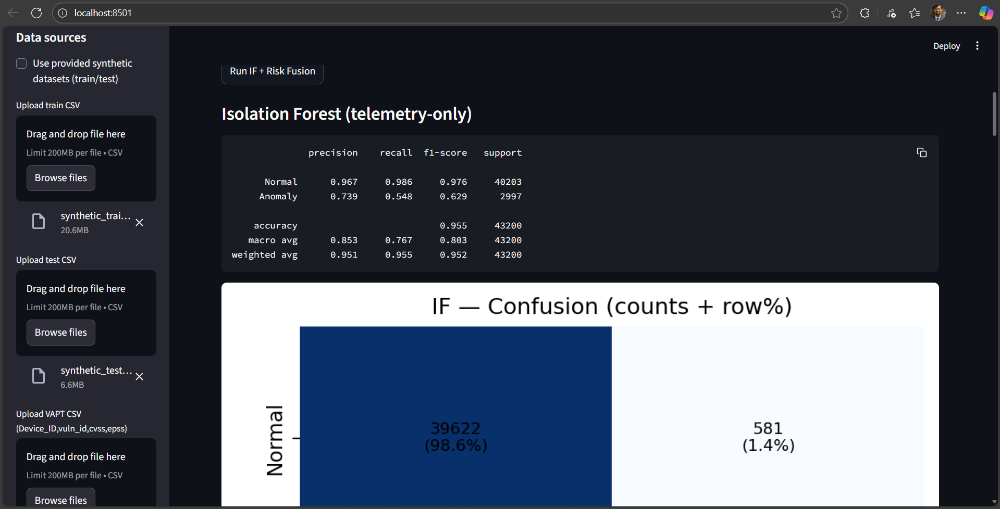 localhost:8501
Data sources
Use provided synthetic
datasets (train/test)
Upload train CSV
Drag and drop file here
Limit 200MB per file • CSV
Browse files
synthetic_trai...
20.6MB
Upload test CSV
Drag and drop file here
Limit 200MB per file • CSV
Browse files
synthetic_test...
6.6MB
Upload VAPT CSV
(Device_ID,vuln_id,cvss,epss)
Drag and drop file here
Limit 200MB per file • CSV
Browse files
Deploy
Run IF + Risk Fusion
Isolation Forest (telemetry-only)
precision recall f1-score support
Normal 0.967 0.986 0.976 40203
Anomaly 0.739 0.548 0.629 2997
accuracy 0.955 43200
macro avg 0.853 0.767 0.803 43200
weighted avg 0.951 0.955 0.952 43200
IF — Confusion (counts + row%)
Normal
39622
(98.6%)
581
(1.4%)